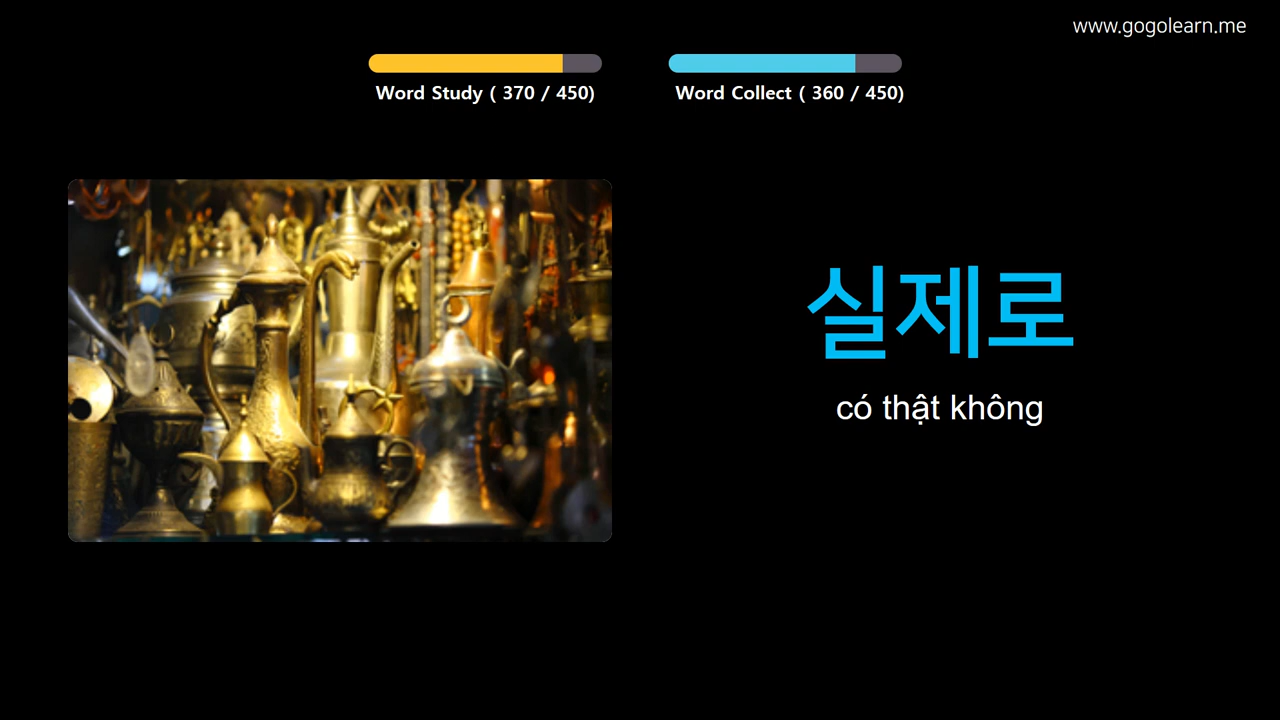 www.gogolearn.me
Word Study ( 370 / 450)
Word Collect ( 360 / 450)
실제로
có thật không